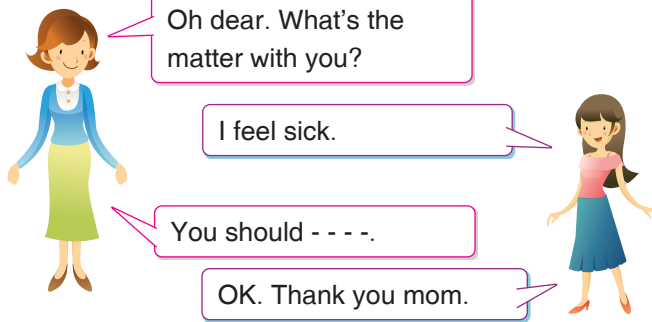 Oh dear. What's the
matter with you?
I feel sick.
You should - - - -.
OK. Thank you mom.